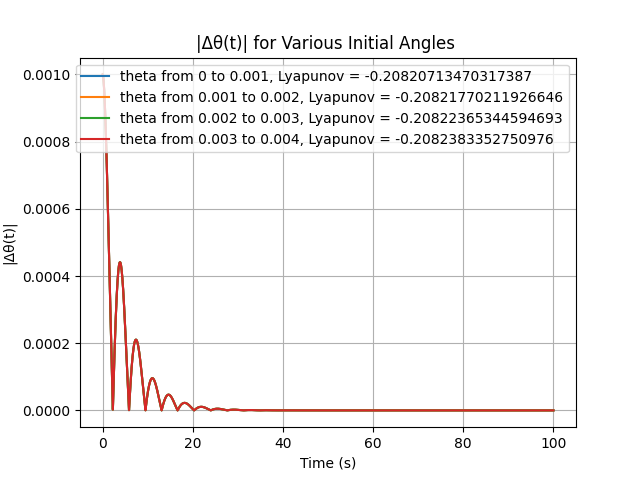 |Δθ(t)| for Various Initial Angles
theta from 0 to 0.001, Lyapunov = -0.20820713470317387
theta from 0.001 to 0.002, Lyapunov = -0.20821770211926646
theta from 0.002 to 0.003, Lyapunov = -0.20822365344594693
theta from 0.003 to 0.004, Lyapunov = -0.2082383352750976
0.0010
0.0008
0.0006
0.0004
0.0002
0.0000
|Δθ(t)|
0 20 40 60 80 100
Time (s)